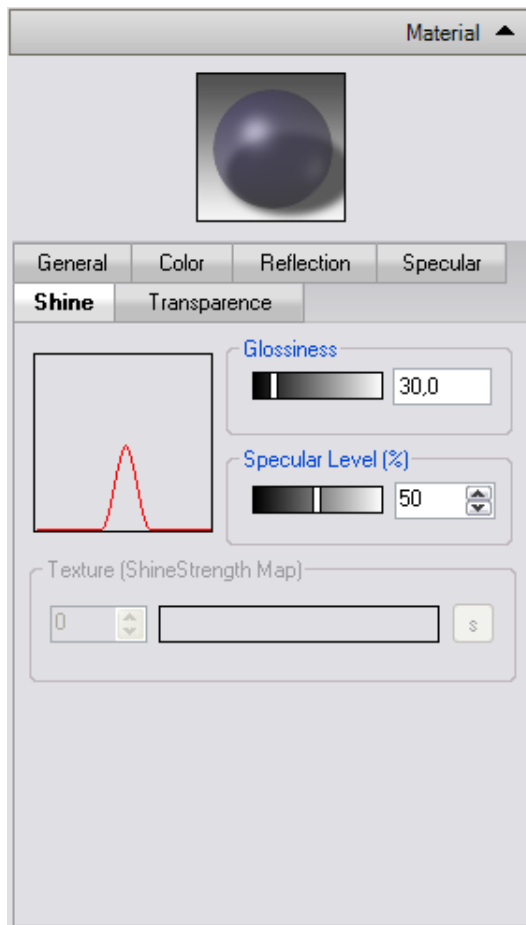 Material
General Color Reflection Specular
Shine Transparence
Glossiness
30,0
Specular Level (%)
50
Texture (ShineStrength Map)
0 s